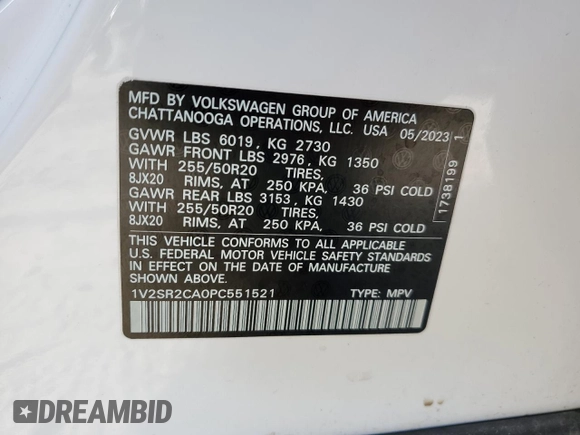 MFD BY VOLKSWAGEN GROUP OF AMERICA
CHATTANOOGA OPERATIONS, LLC. USA 05/2023
GVWR LBS 6019, KG 2730
GAWR FRONT LBS 2976, KG 1350
WITH 255/50R20 TIRES,
8JX20 RIMS, AT 250 KPA, 36 PSI COLD
GAWR REAR LBS 3153, KG 1430
WITH 255/50R20 TIRES,
8JX20 RIMS, AT 250 KPA, 36 PSI COLD
THIS VEHICLE CONFORMS TO ALL APPLICABLE
U.S. FEDERAL MOTOR VEHICLE SAFETY STANDARDS
IN EFFECT ON THE DATE OF MANUFACTURE
SHOWN ABOVE.
1V2SR2CA0PC551521 TYPE: MPV
1738199 1
DREAMBID